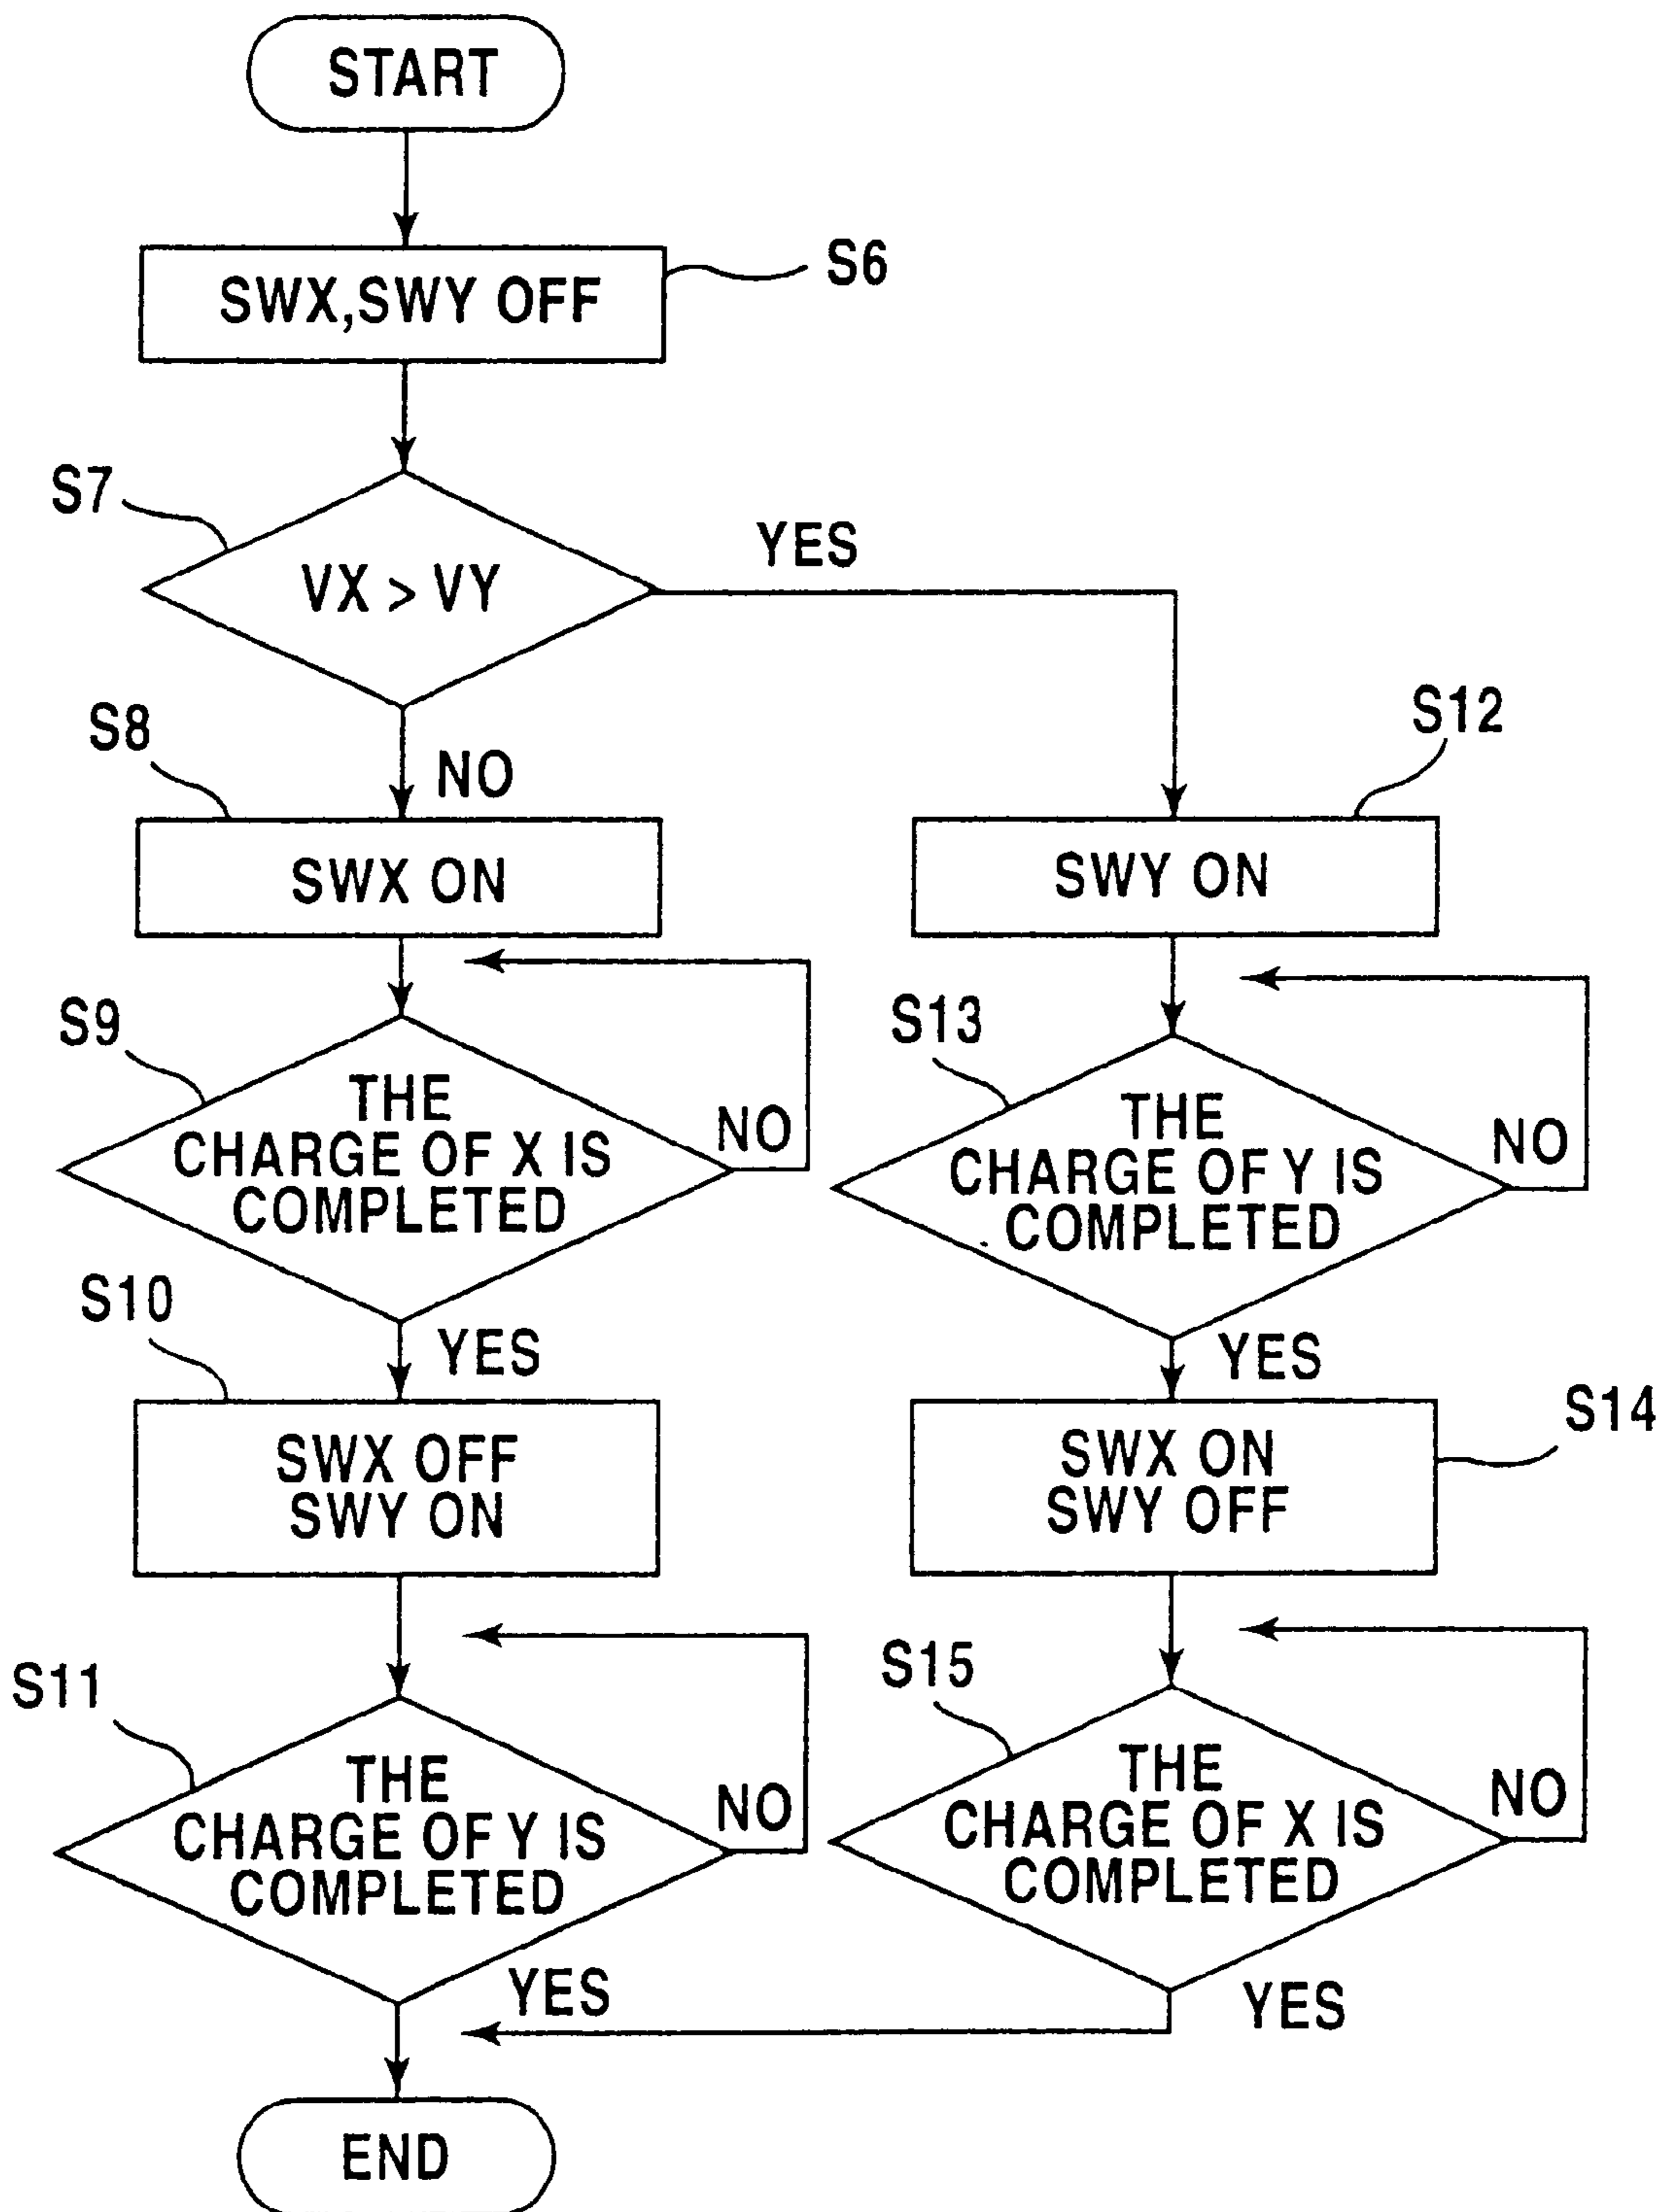 START
SWX,SWY OFF
S6
S7
VX > VY
YES
S8
NO
SWX ON
S12
SWY ON
S9
THE
CHARGE OF X IS
COMPLETED
NO
S13
THE
CHARGE OF Y IS
COMPLETED
NO
S10
YES
SWX OFF
SWY ON
YES
SWX ON
SWY OFF
S14
S11
THE
CHARGE OF Y IS
COMPLETED
NO
YES
S15
THE
CHARGE OF X IS
COMPLETED
NO
YES
END